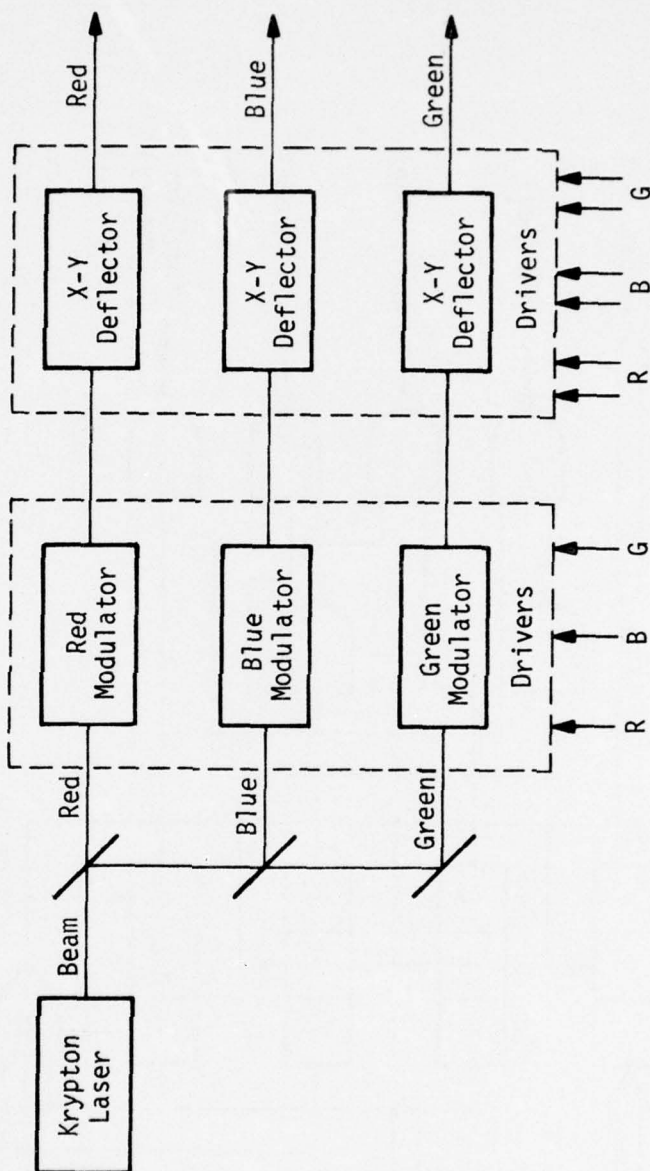 Krypton
Laser
Beam
Red
Blue
Green
Red
Modulator
Blue
Modulator
Green
Modulator
Drivers
R
B
G
X-Y
Deflector
X-Y
Deflector
X-Y
Deflector
Drivers
R
B
G
Red
Blue
Green